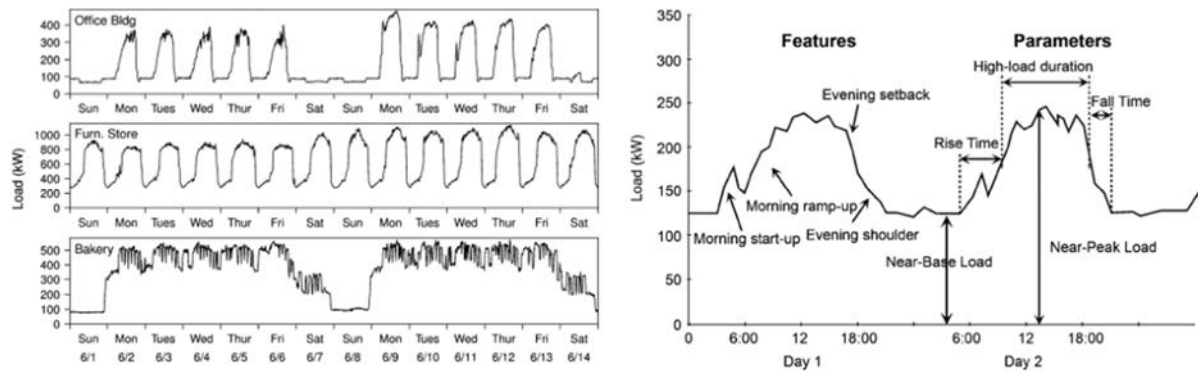 Office Bldg
400
300
200
100
0
Sun Mon Tues Wed Thur Fri Sat Sun Mon Tues Wed Thur Fri Sat
Furn. Store
1000
800
600
400
200
0
Load (kW)
Sun Mon Tues Wed Thur Fri Sat Sun Mon Tues Wed Thur Fri Sat
Bakery
500
400
300
200
100
0
Sun Mon Tues Wed Thur Fri Sat Sun Mon Tues Wed Thur Fri Sat
6/1 6/2 6/3 6/4 6/5 6/6 6/7 6/8 6/9 6/10 6/11 6/12 6/13 6/14
350
300
250
200
150
100
50
0
Load (kW)
Features
Parameters
High-load duration
Evening setback
Fall Time
Rise Time
Morning ramp-up
Morning start-up
Evening shoulder
Near-Base Load
Near-Peak Load
0 6:00 12 18:00 6:00 12 18:00
Day 1 Day 2